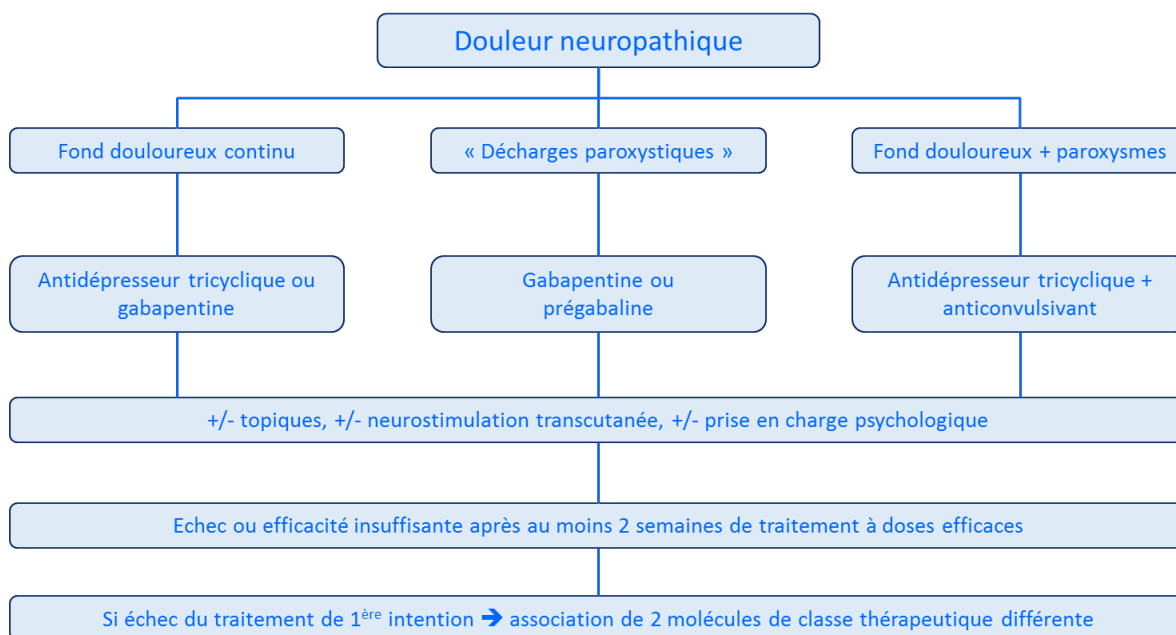 Douleur neuropathique
Fond douloureux continu
« Décharges paroxystiques »
Fond douloureux + paroxysmes
Antidépresseur tricyclique ou
gabapentine
Gabapentine ou
prégabaline
Antidépresseur tricyclique +
anticonvulsivant
+/- topiques, +/- neurostimulation transcutanée, +/- prise en charge psychologique
Echec ou efficacité insuffisante après au moins 2 semaines de traitement à doses efficaces
Si échec du traitement de 1ère intention ➔ association de 2 molécules de classe thérapeutique différente